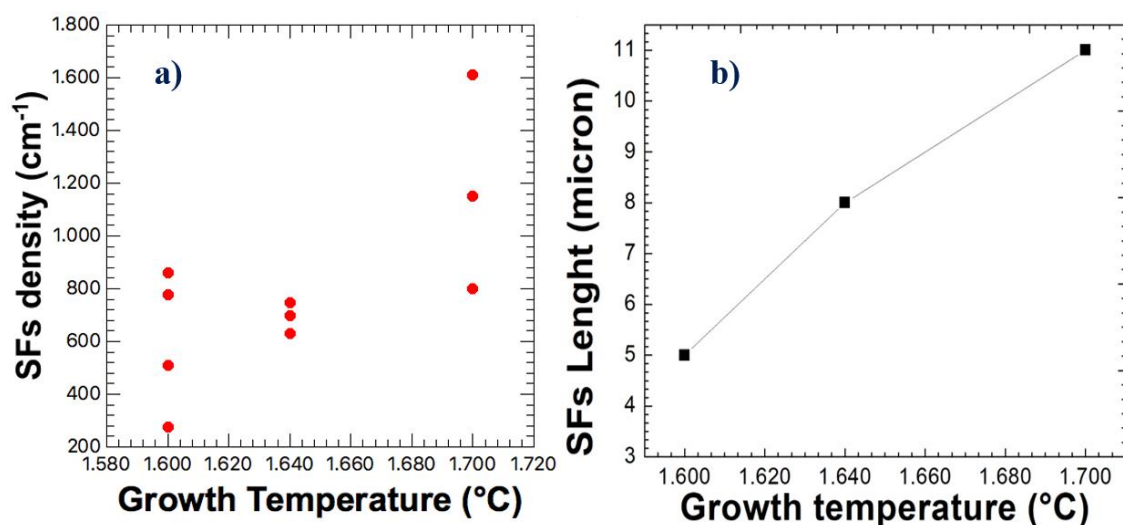 a)
SFs density (cm⁻¹)
1.800
1.600
1.400
1.200
1.000
800
600
400
200
1.580 1.600 1.620 1.640 1.660 1.680 1.700 1.720
Growth Temperature (°C)
b)
SFs Lenght (micron)
11
10
9
8
7
6
5
4
3
1.600 1.620 1.640 1.660 1.680 1.700
Growth temperature (°C)